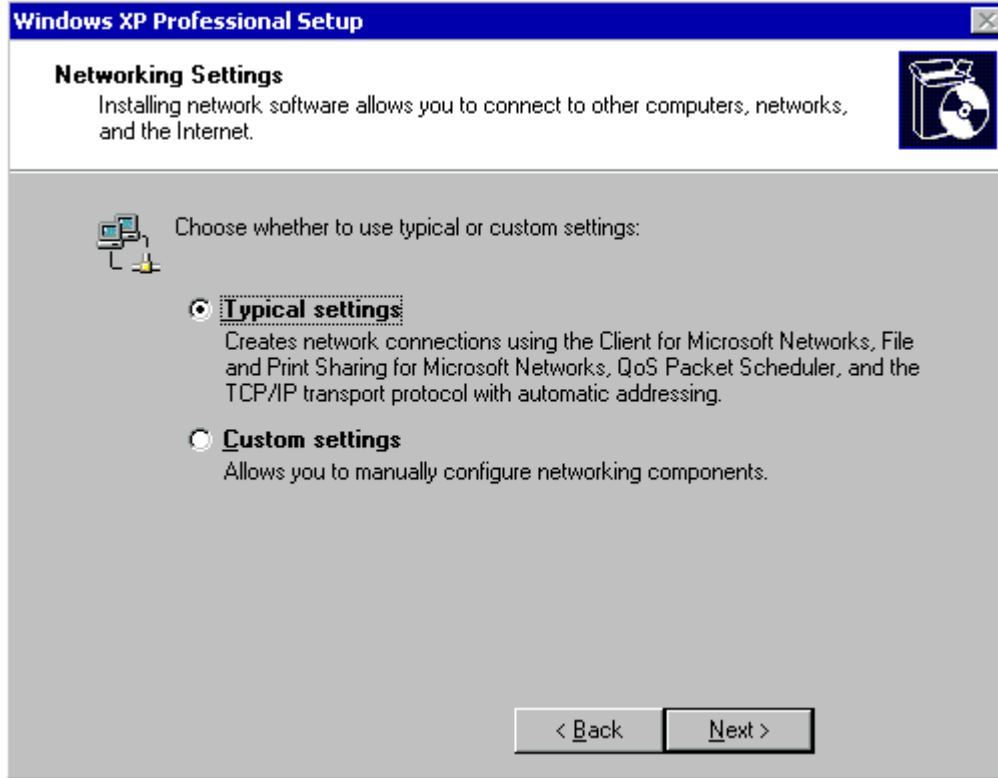 Windows XP Professional Setup
Networking Settings
Installing network software allows you to connect to other computers, networks,
and the Internet.
Choose whether to use typical or custom settings:
Typical settings
Creates network connections using the Client for Microsoft Networks, File
and Print Sharing for Microsoft Networks, QoS Packet Scheduler, and the
TCP/IP transport protocol with automatic addressing.
Custom settings
Allows you to manually configure networking components.
< Back
Next >